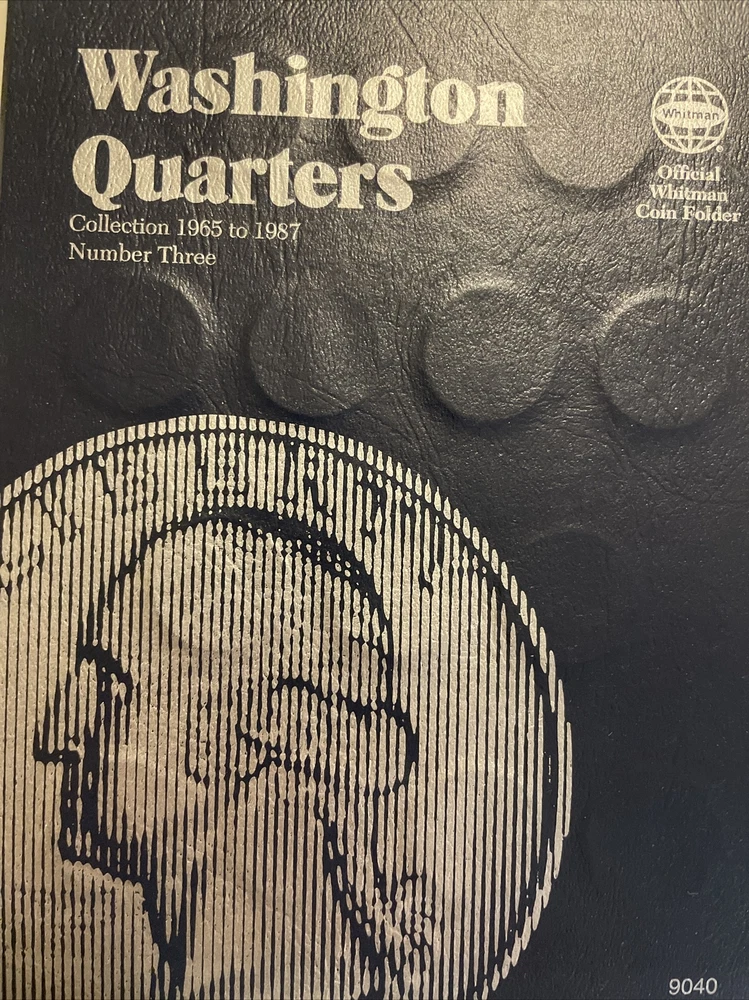 Washington
Quarters
Collection 1965 to 1987
Number Three
Whitman
Official
Whitman
Coin Folder
9040